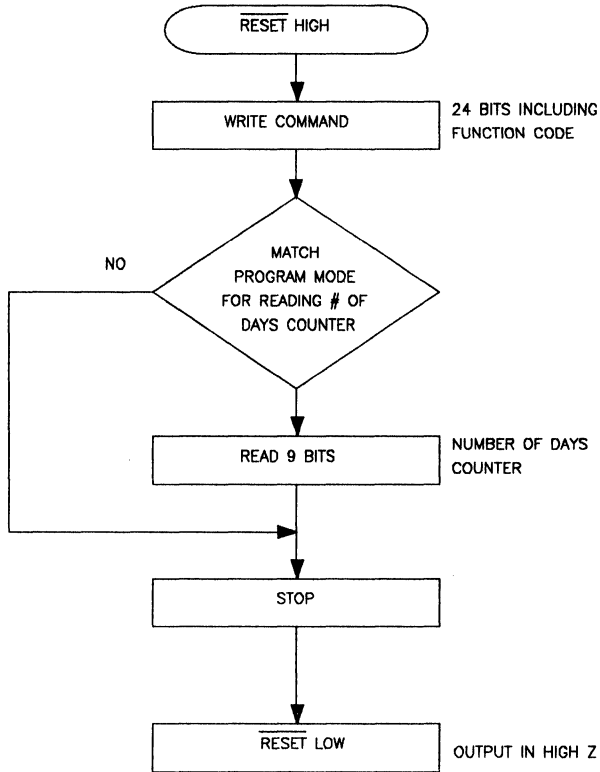 RESET HIGH
WRITE COMMAND
24 BITS INCLUDING
FUNCTION CODE
MATCH
PROGRAM MODE
FOR READING # OF
DAYS COUNTER
NO
READ 9 BITS
NUMBER OF DAYS
COUNTER
STOP
RESET LOW
OUTPUT IN HIGH Z